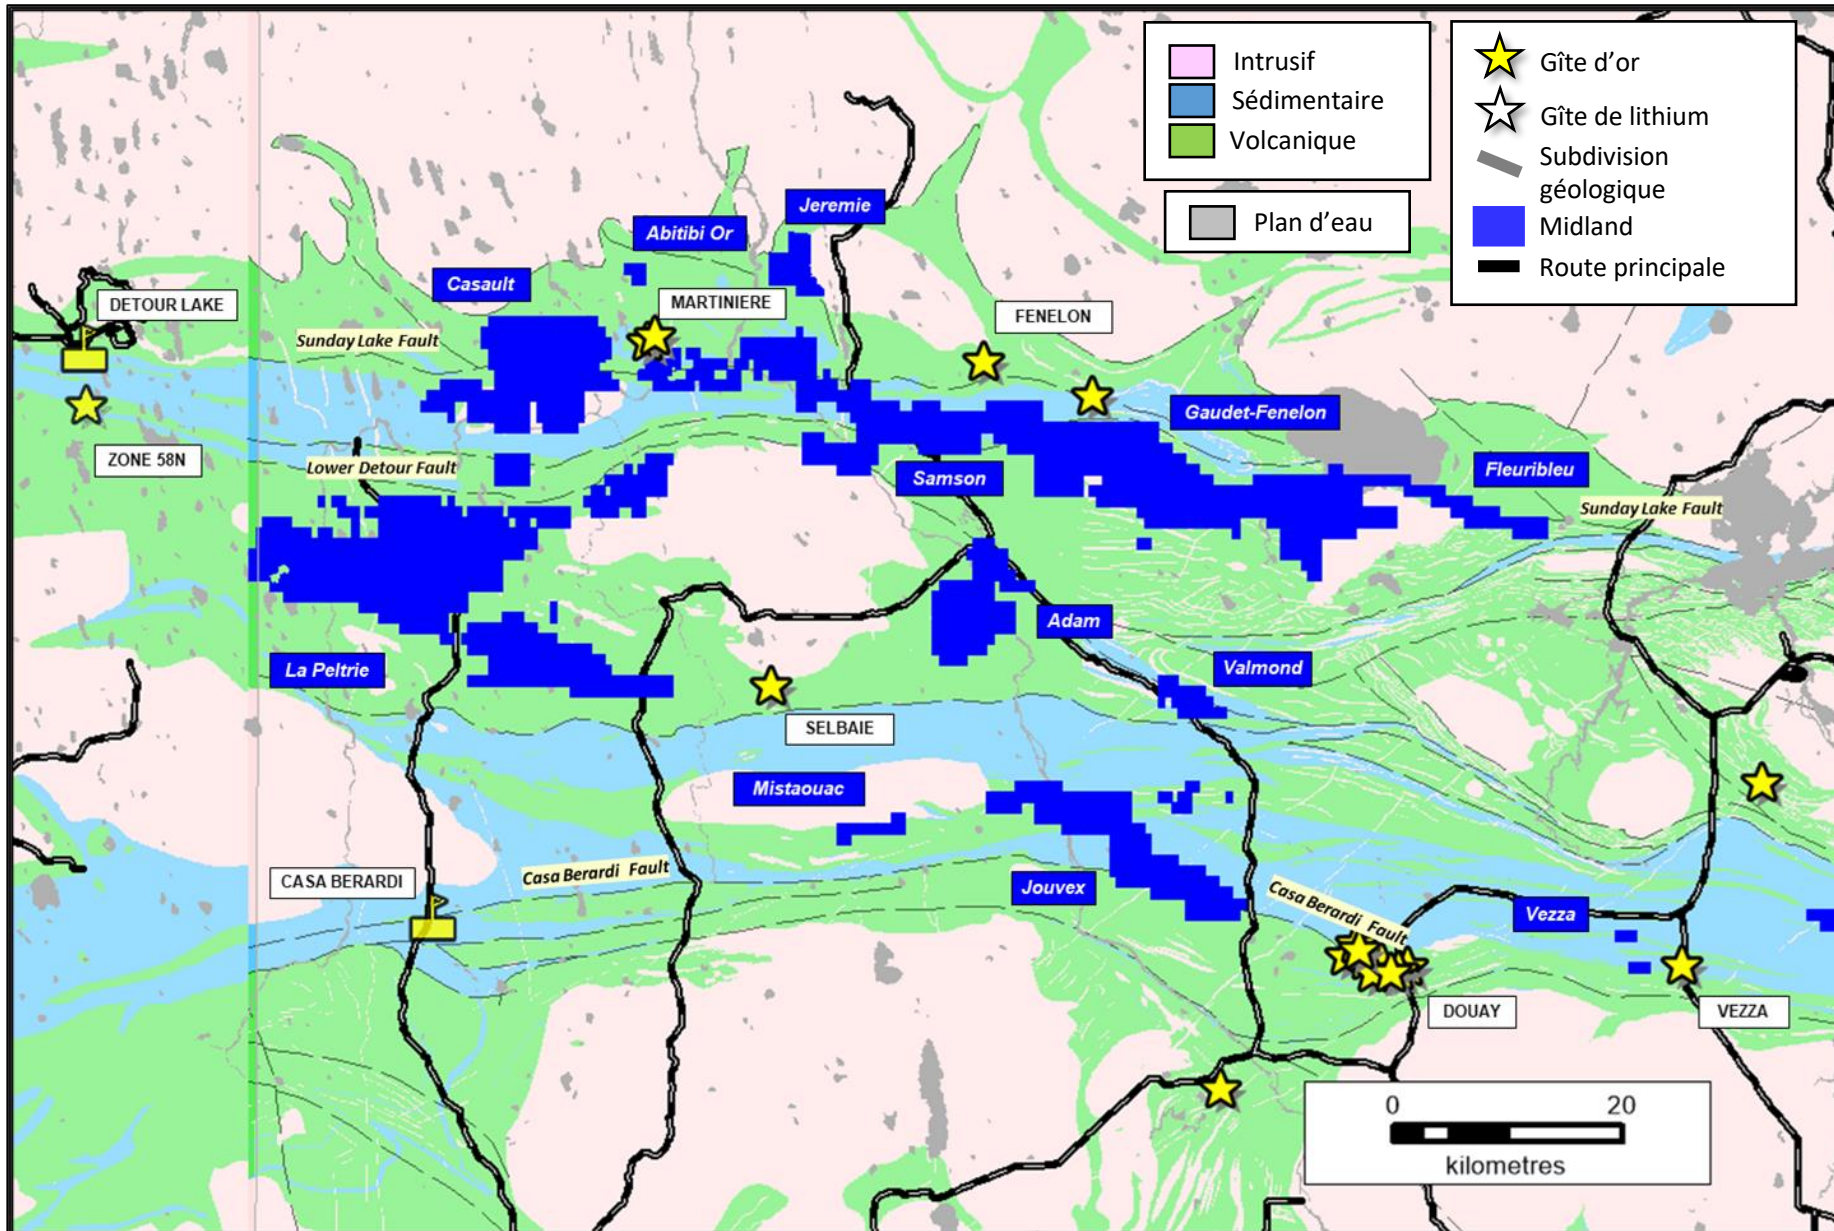 Intrusif
Sédimentaire
Volcanique
Plan d'eau
Gîte d'or
Gîte de lithium
Subdivision
géologique
Midland
Route principale
Jeremie
Abitibi Or
Casault
DETOUR LAKE
MARTINIERE
FENELON
Sunday Lake Fault
Gaudet-Fenelon
ZONE 58N
Lower Detour Fault
Samson
Fleuribleu
Sunday Lake Fault
Adam
La Peltrie
Valmond
SELBAIE
Mistaouac
CASA BERARDI
Casa Berardi Fault
Jouvex
Casa Berardi Fault
Vezza
DOUAY
VEZZA
0 20
kilometres